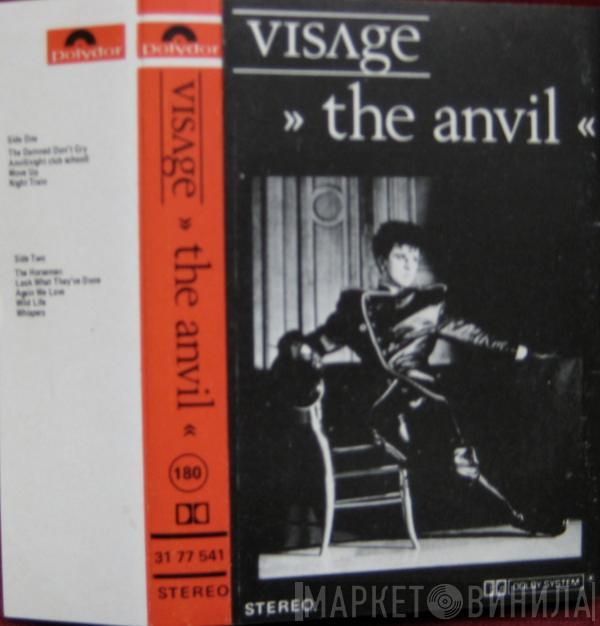 Polydor
Side One
The Damned Don't Cry
Anvil(night club school)
Move Up
Night Train
Side Two
The Horseman
Look What They've Done
Again We Love
Wild Life
Whispers
Polydor
VISAGE
» the anvil «
180
31 77 541
STEREO
VISAGE
» the anvil «
STEREO
DOLBY SYSTEM
МАРКЕТ ВИНИЛА